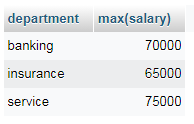 department max(salary)
banking 70000
insurance 65000
service 75000